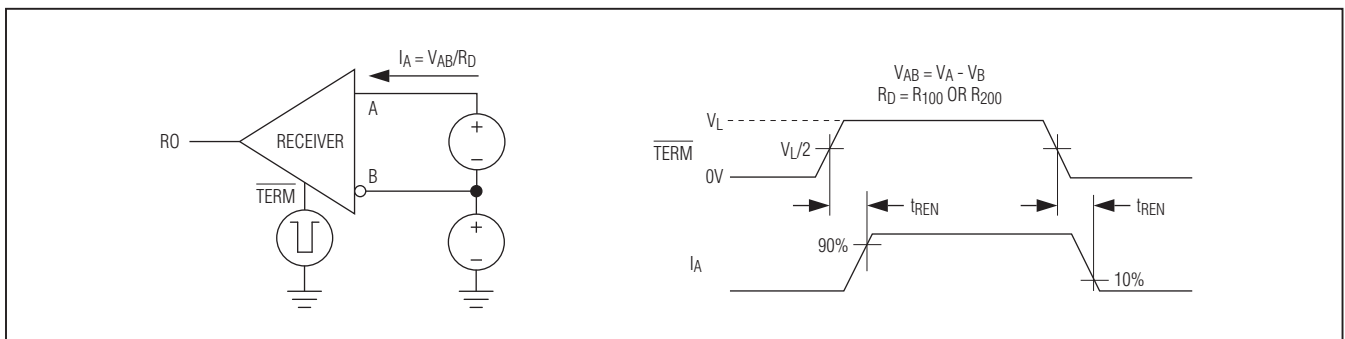 I_A = V_AB/R_D
A
RO
RECEIVER
+
−
B
TERM
+
−
V_AB = V_A - V_B
R_D = R_100 OR R_200
V_L
TERM
V_L/2
0V
t_REN
t_REN
90%
I_A
10%